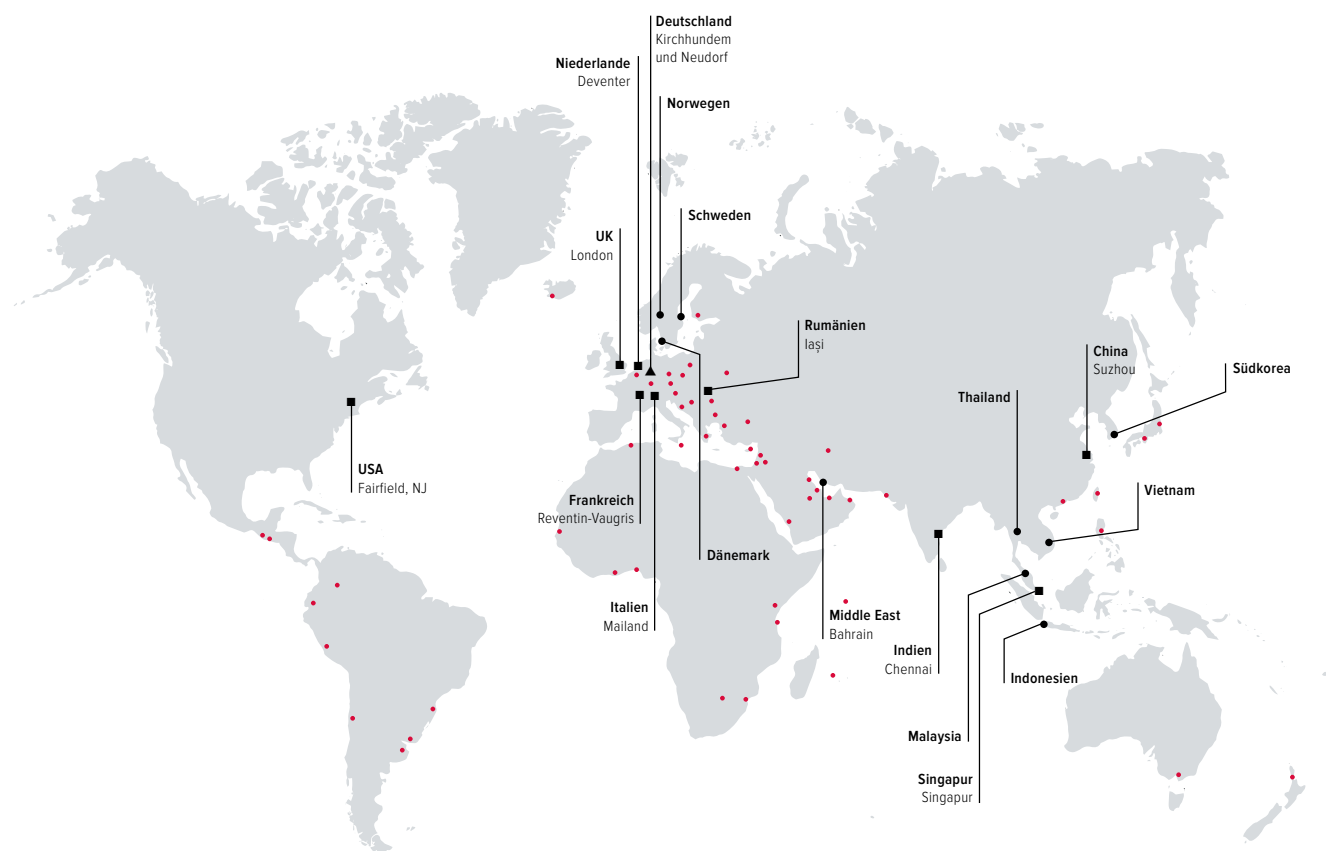 Deutschland
Kirchhundem
und Neudorf
Niederlande
Deventer
Norwegen
Schweden
UK
London
Rumänien
Iași
China
Suzhou
Südkorea
Thailand
USA
Fairfield, NJ
Frankreich
Reventin-Vaugris
Vietnam
Dänemark
Italien
Mailand
Middle East
Bahrain
Indien
Chennai
Indonesien
Malaysia
Singapur
Singapur